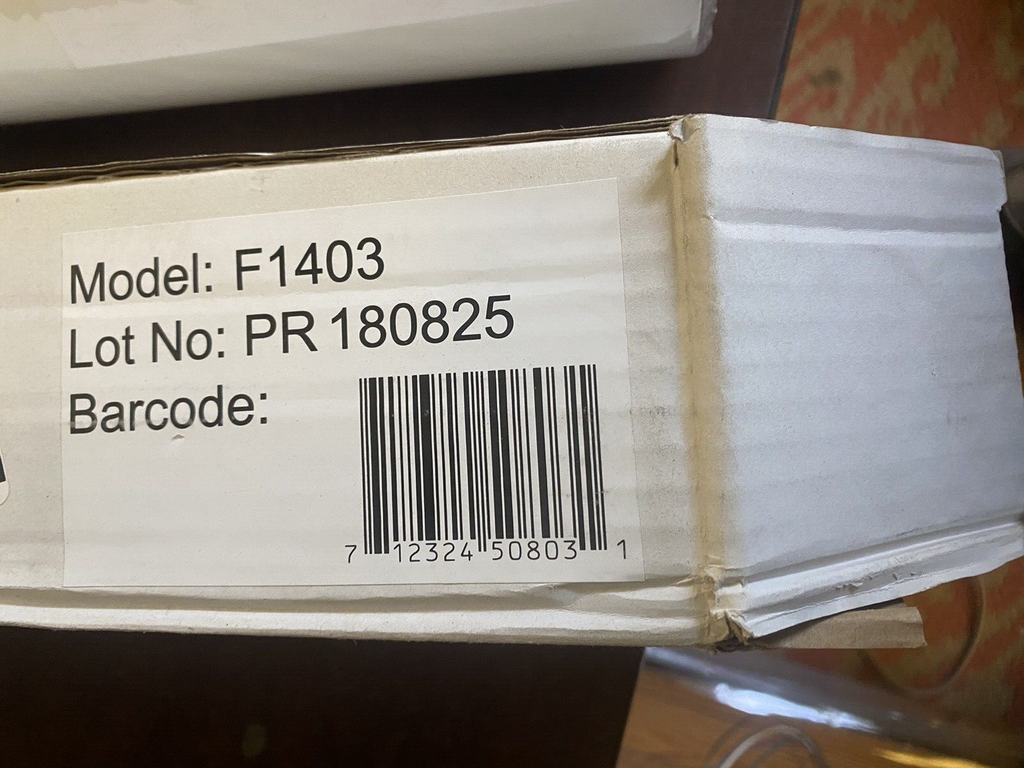 Model: F1403
Lot No: PR 180825
Barcode:
7 12324 50803 1